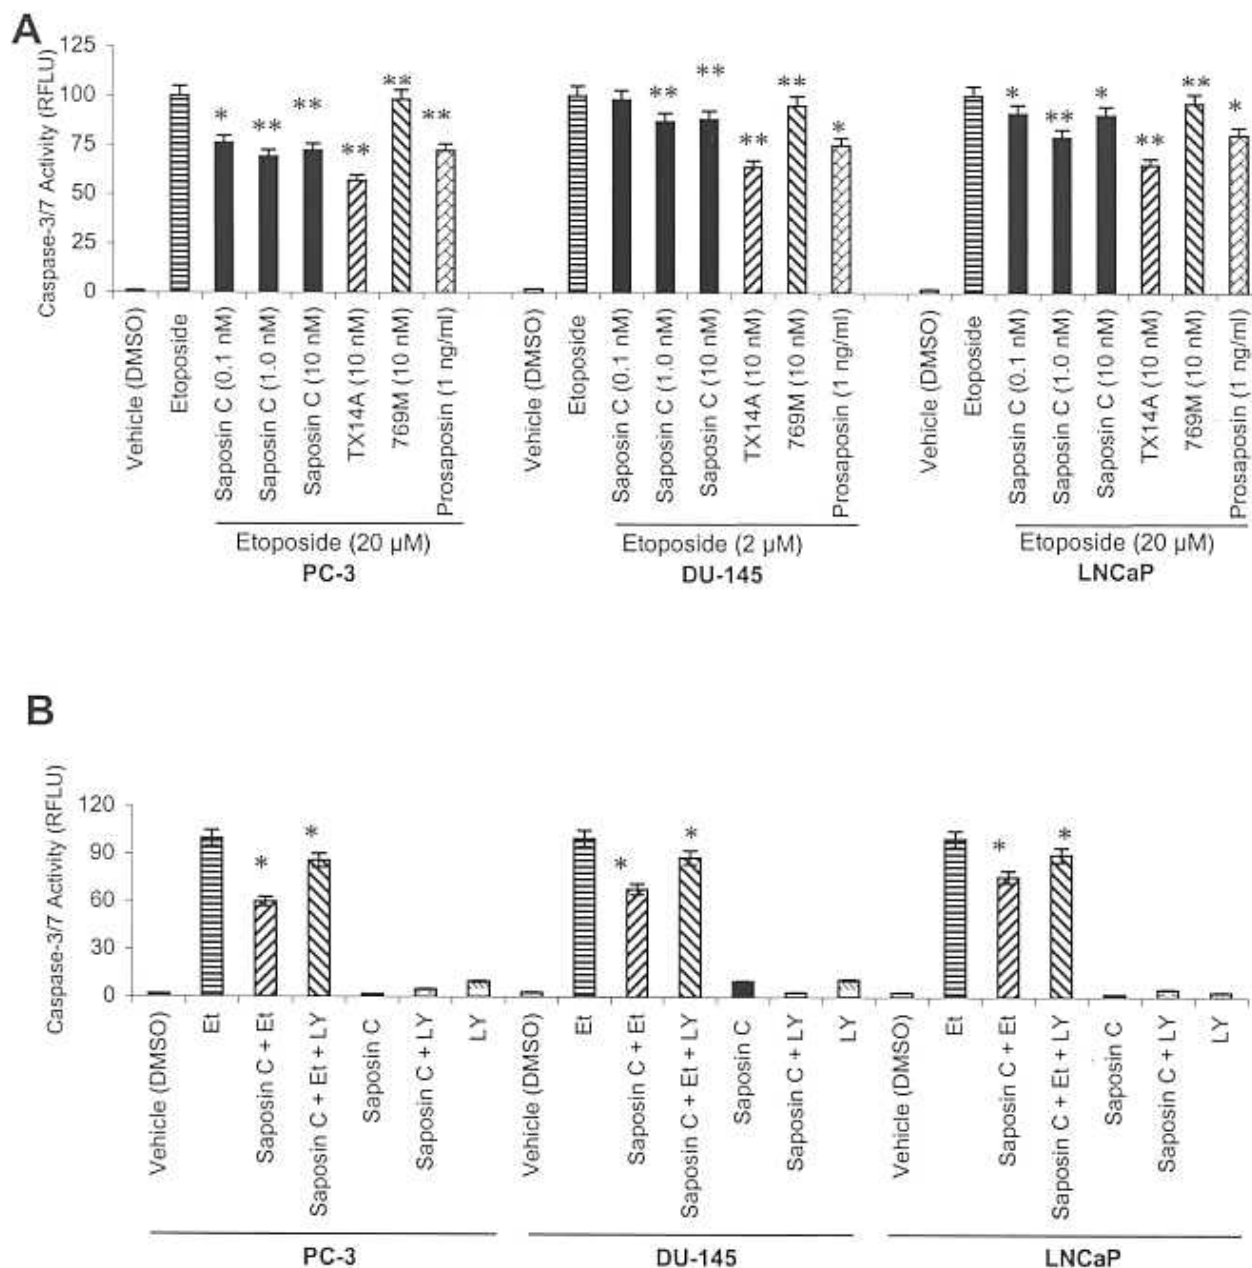 A
Caspase-3/7 Activity (RFLU)
125
100
75
50
25
0
* ** ** ** ** **
** ** ** ** *
* ** * ** ** *
Vehicle (DMSO)
Etoposide
Saposin C (0.1 nM)
Saposin C (1.0 nM)
Saposin C (10 nM)
TX14A (10 nM)
769M (10 nM)
Prosaposin (1 ng/ml)
Vehicle (DMSO)
Etoposide
Saposin C (0.1 nM)
Saposin C (1.0 nM)
Saposin C (10 nM)
TX14A (10 nM)
769M (10 nM)
Prosaposin (1 ng/ml)
Vehicle (DMSO)
Etoposide
Saposin C (0.1 nM)
Saposin C (1.0 nM)
Saposin C (10 nM)
TX14A (10 nM)
769M (10 nM)
Prosaposin (1 ng/ml)
Etoposide (20 µM)
PC-3
Etoposide (2 µM)
DU-145
Etoposide (20 µM)
LNCaP
B
Caspase-3/7 Activity (RFLU)
120
90
60
30
0
* *
* *
* *
Vehicle (DMSO)
Et
Saposin C + Et
Saposin C + Et + LY
Saposin C
Saposin C + LY
LY
Vehicle (DMSO)
Et
Saposin C + Et
Saposin C + Et + LY
Saposin C
Saposin C + LY
LY
Vehicle (DMSO)
Et
Saposin C + Et
Saposin C + Et + LY
Saposin C
Saposin C + LY
LY
PC-3
DU-145
LNCaP